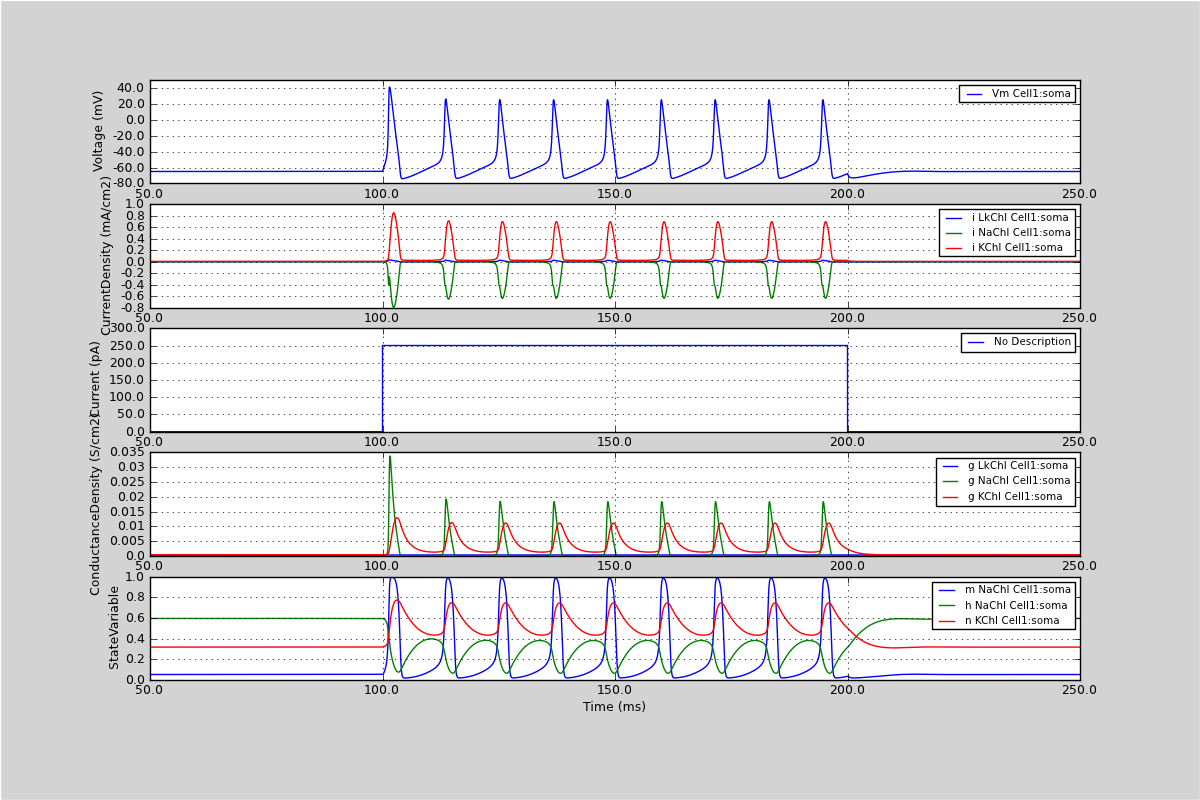 Voltage (mV)
40.0
20.0
0.0
-20.0
-40.0
-60.0
-80.0
Vm Cell1:soma
50.0 100.0 150.0 200.0 250.0
CurrentDensity (mA/cm2)
1.0
0.8
0.6
0.4
0.2
0.0
-0.2
-0.4
-0.6
-0.8
i LkChl Cell1:soma
i NaChl Cell1:soma
i KChl Cell1:soma
50.0 100.0 150.0 200.0 250.0
Current (pA)
300.0
250.0
200.0
150.0
100.0
50.0
0.0
No Description
50.0 100.0 150.0 200.0 250.0
ConductanceDensity (S/cm2)
0.035
0.03
0.025
0.02
0.015
0.01
0.005
0.0
g LkChl Cell1:soma
g NaChl Cell1:soma
g KChl Cell1:soma
50.0 100.0 150.0 200.0 250.0
StateVariable
1.0
0.8
0.6
0.4
0.2
0.0
m NaChl Cell1:soma
h NaChl Cell1:soma
n KChl Cell1:soma
50.0 100.0 150.0 200.0 250.0
Time (ms)